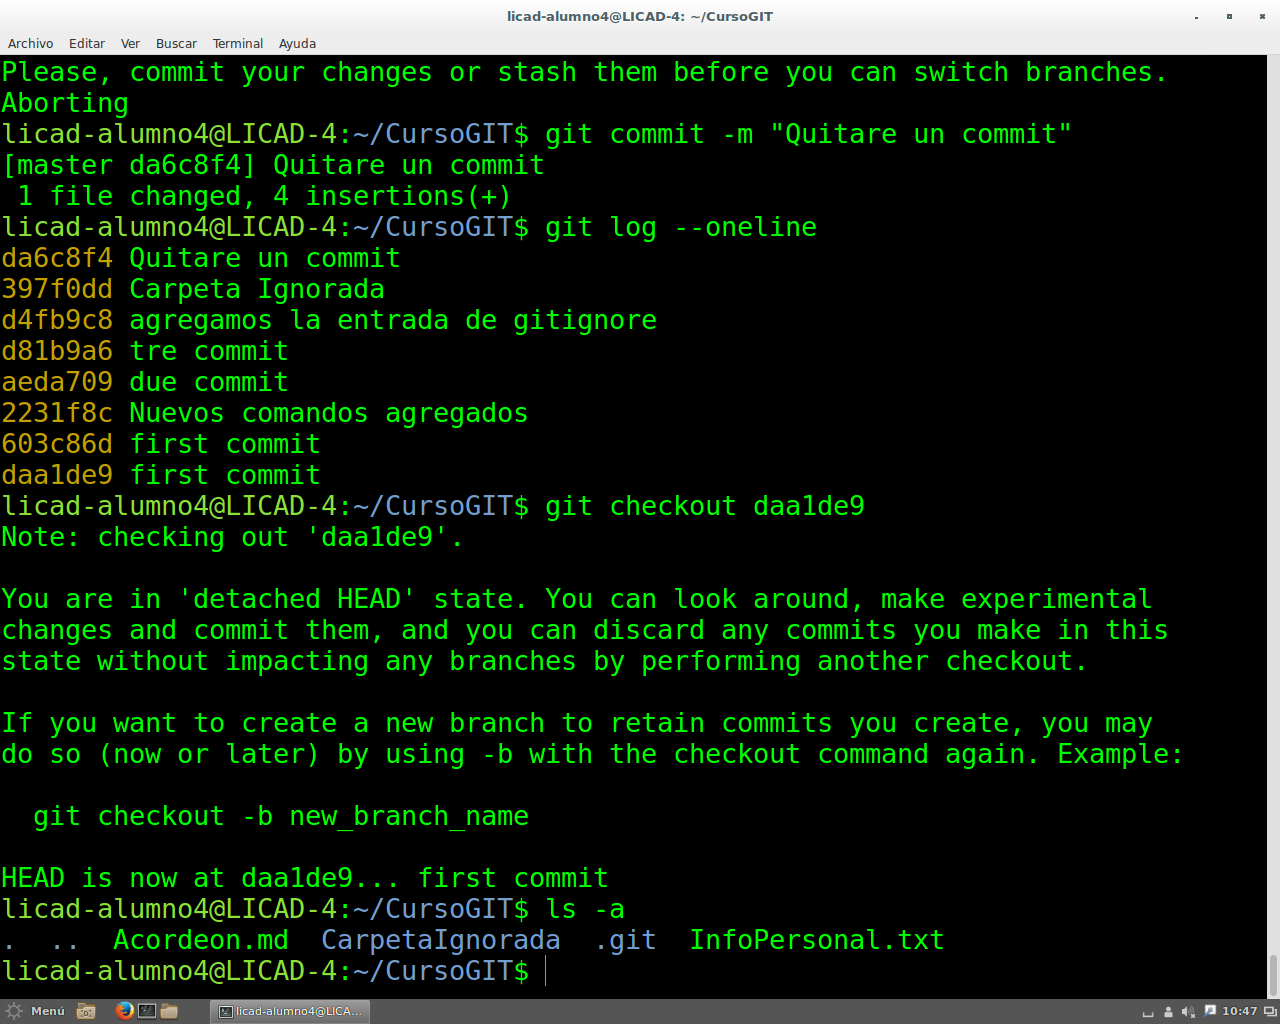 licad-alumno4@LICAD-4: ~/CursoGIT
Archivo Editar Ver Buscar Terminal Ayuda
Please, commit your changes or stash them before you can switch branches.
Aborting
licad-alumno4@LICAD-4:~/CursoGIT$ git commit -m "Quitare un commit"
[master da6c8f4] Quitare un commit
 1 file changed, 4 insertions(+)
licad-alumno4@LICAD-4:~/CursoGIT$ git log --oneline
da6c8f4 Quitare un commit
397f0dd Carpeta Ignorada
d4fb9c8 agregamos la entrada de gitignore
d81b9a6 tre commit
aeda709 due commit
2231f8c Nuevos comandos agregados
603c86d first commit
daa1de9 first commit
licad-alumno4@LICAD-4:~/CursoGIT$ git checkout daa1de9
Note: checking out 'daa1de9'.
You are in 'detached HEAD' state. You can look around, make experimental
changes and commit them, and you can discard any commits you make in this
state without impacting any branches by performing another checkout.
If you want to create a new branch to retain commits you create, you may
do so (now or later) by using -b with the checkout command again. Example:
  git checkout -b new_branch_name
HEAD is now at daa1de9... first commit
licad-alumno4@LICAD-4:~/CursoGIT$ ls -a
.  ..  Acordeon.md  CarpetaIgnorada  .git  InfoPersonal.txt
licad-alumno4@LICAD-4:~/CursoGIT$
Menú licad-alumno4@LICA... 10:47